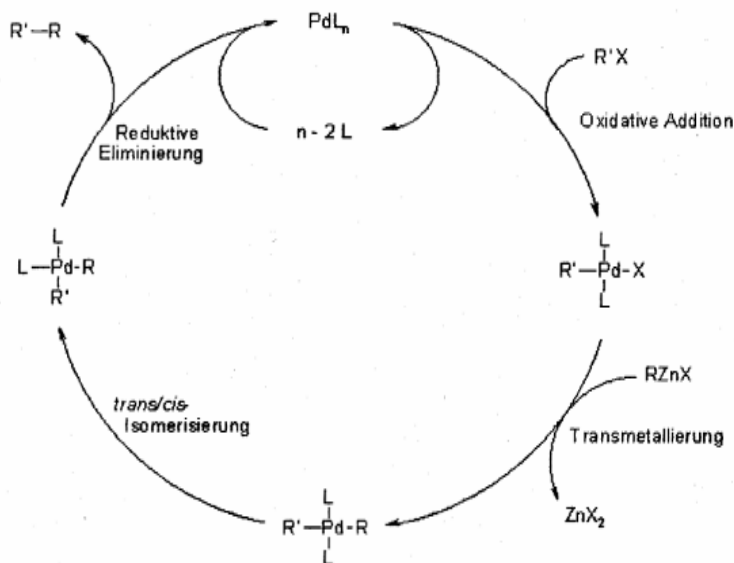 R'—R
PdLn
R'X
Reduktive
Eliminierung
n - 2 L
Oxidative Addition
L
L—Pd-R
R'
L
R'—Pd-X
L
RZnX
trans/cis-
Isomerisierung
Transmetallierung
ZnX2
L
R'—Pd-R
L